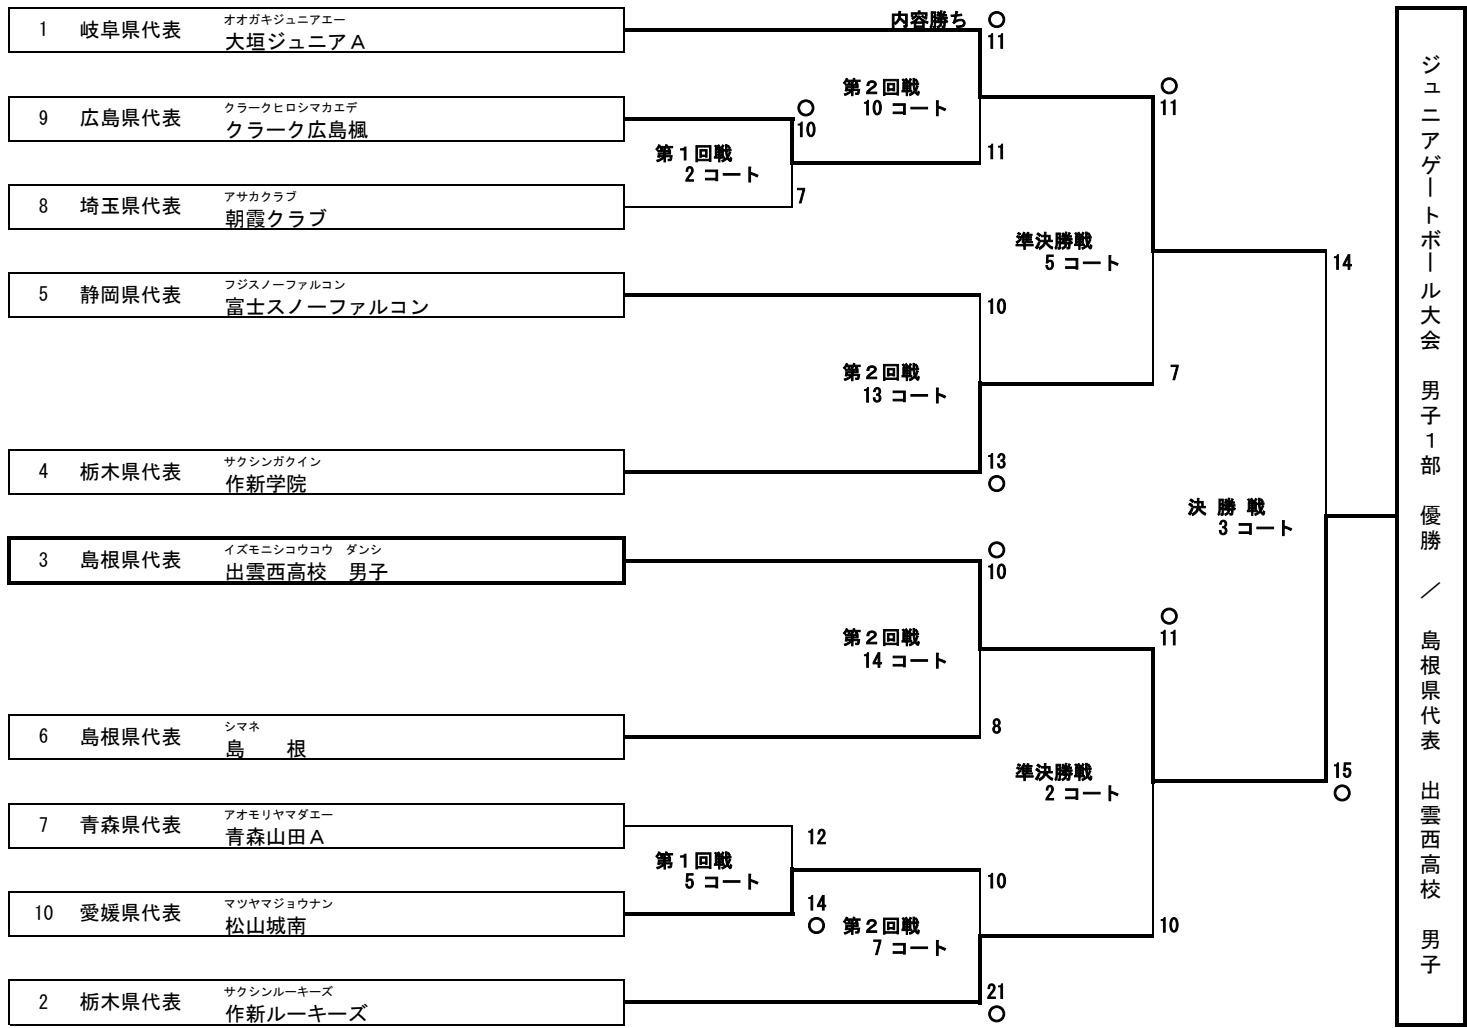 1 岐阜県代表 オオガキジュニアエー
大垣ジュニアＡ
内容勝ち ○
11
第２回戦
10 コート
○
11
9 広島県代表 クラークヒロシマカエデ
クラーク広島楓
○
10
第１回戦
2 コート
11
8 埼玉県代表 アサカクラブ
朝霞クラブ
7
準決勝戦
5 コート
14
5 静岡県代表 フジスノーファルコン
富士スノーファルコン
10
第２回戦
13 コート
7
4 栃木県代表 サクシンガクイン
作新学院
13
○
決 勝 戦
3 コート
3 島根県代表 イズモニシコウコウ　ダンシ
出雲西高校　男子
○
10
第２回戦
14 コート
○
11
6 島根県代表 シマネ
島　　根
8
準決勝戦
2 コート
15
○
7 青森県代表 アオモリヤマダエー
青森山田Ａ
12
第１回戦
5 コート
10
10 愛媛県代表 マツヤマジョウナン
松山城南
14
○
第２回戦
7 コート
10
2 栃木県代表 サクシンルーキーズ
作新ルーキーズ
21
○
ジュニアゲートボール大会　男子１部　優勝　／　島根県代表　出雲西高校　男子